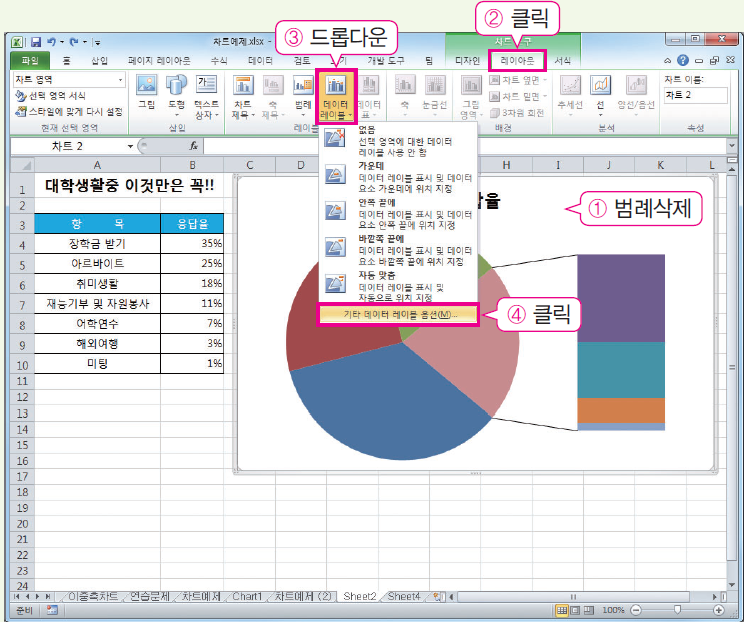 ② 클릭
차트예제.xlsx -
③ 드롭다운
파일 홈 삽입 페이지 레이아웃 수식 데이터 검토 개발 도구 팀 디자인 레이아웃 서식
차트 영역
선택 영역 서식
스타일에 맞게 다시 설정
현재 선택 영역
그림 도형 텍스트 상자
삽입
차트 제목 축 제목 범례 데이터 레이블 데이터 표
레이블
축 눈금선
그림 영역
차트 옆면
차트 밑면
3차원 회전
배경
추세선 선 양선/음선
분석
차트 이름:
차트 2
속성
차트 2 fx
A B C D H I J K L
1 대학생활중 이것만은 꼭!!
2
3 항 목 응답율
4 장학금 받기 35%
5 아르바이트 25%
6 취미생활 18%
7 재능기부 및 자원봉사 11%
8 어학연수 7%
9 해외여행 3%
10 미팅 1%
11
12
13
14
15
16
17
18
19
20
21
22
23
24
없음
선택 영역에 대한 데이터
레이블 사용 안 함
가운데
데이터 레이블 표시 및 데이터
요소 가운데에 위치 지정
안쪽 끝에
데이터 레이블 표시 및 데이터
요소 안쪽 끝에 위치 지정
바깥쪽 끝에
데이터 레이블 표시 및 데이터
요소 바깥쪽 끝에 위치 지정
자동 맞춤
데이터 레이블 표시 및
자동으로 위치 지정
기타 데이터 레이블 옵션(M)...
율
① 범례삭제
④ 클릭
이중축차트 연습문제 차트예제 Chart1 차트예제 (2) Sheet2 Sheet4
준비 100%